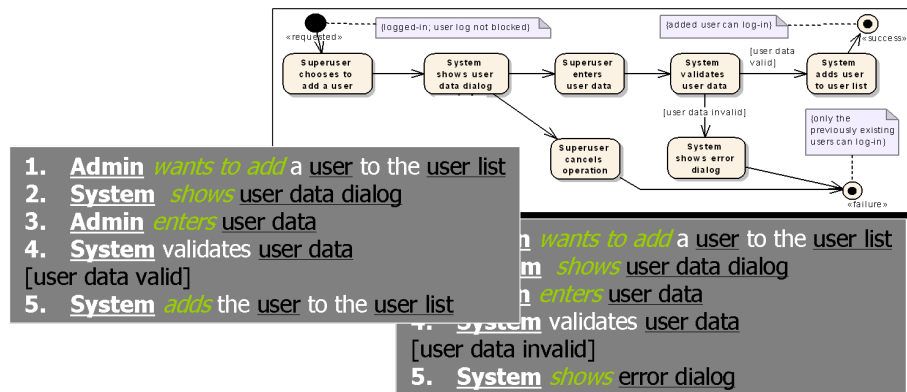 {logged-in; user log not blocked}
{added user can log-in}
«requested»
«success»
Superuser
chooses to
add a user
System
shows user
data dialog
Superuser
enters
user data
System
validates
user data
[user data
valid]
System
adds user
to user list
[user data invalid]
Superuser
cancels
operation
System
shows error
dialog
{only the
previously existing
users can log-in}
«failure»
1. Admin wants to add a user to the user list
2. System shows user data dialog
3. Admin enters user data
4. System validates user data
[user data valid]
5. System adds the user to the user list
wants to add a user to the user list
shows user data dialog
enters user data
System validates user data
[user data invalid]
5. System shows error dialog